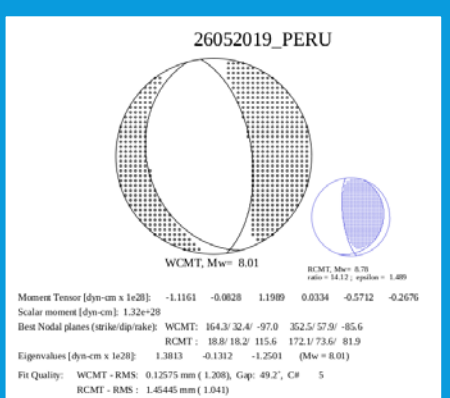 26052019_PERU
WCMT, Mw= 8.01
RCMT, Mw= 8.78
ratio = 14.12 ; epsilon = 1.489
Moment Tensor [dyn-cm x 1e28]: -1.1161 -0.0828 1.1989 0.0334 -0.5712 -0.2676
Scalar moment [dyn-cm]: 1.32e+28
Best Nodal planes (strike/dip/rake): WCMT: 164.3/ 32.4/ -97.0 352.5/ 57.9/ -85.6
RCMT : 18.8/ 18.2/ 115.6 172.1/ 73.6/ 81.9
Eigenvalues [dyn-cm x 1e28]: 1.3813 -0.1312 -1.2501 (Mw = 8.01)
Fit Quality: WCMT - RMS: 0.12575 mm ( 1.208), Gap: 49.2˚, C# 5
RCMT - RMS : 1.45445 mm ( 1.041)